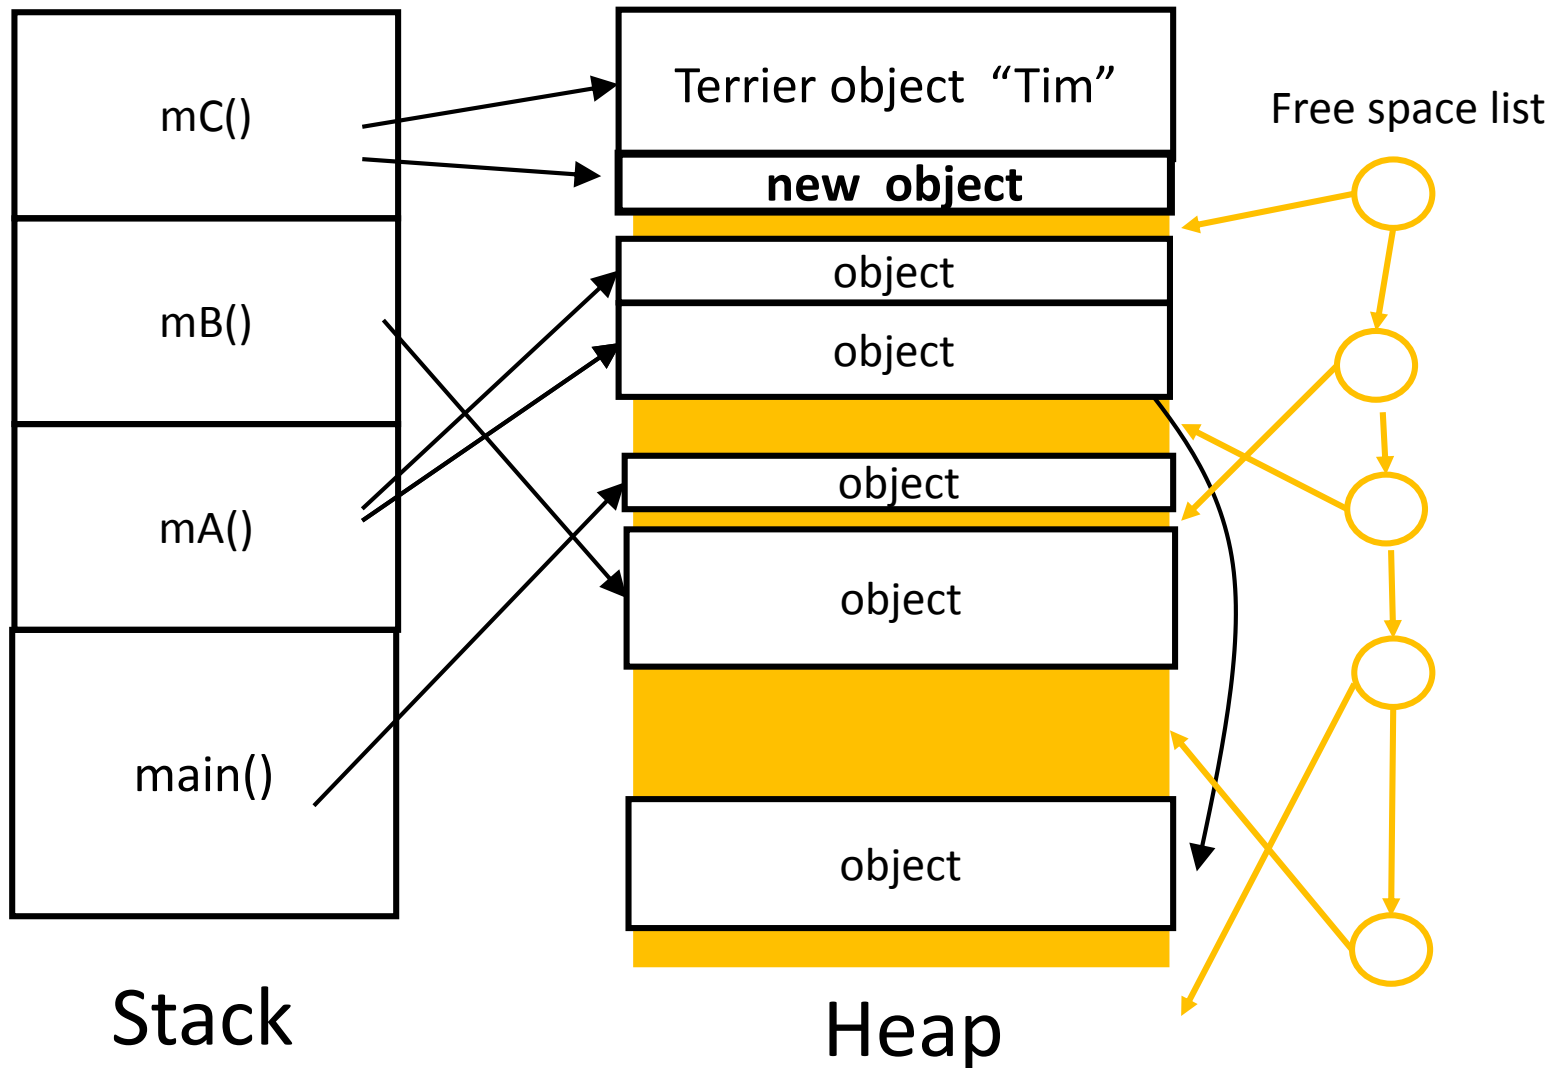 mC()
mB()
mA()
main()
Stack
Terrier object “Tim”
new object
object
object
object
object
object
Heap
Free space list